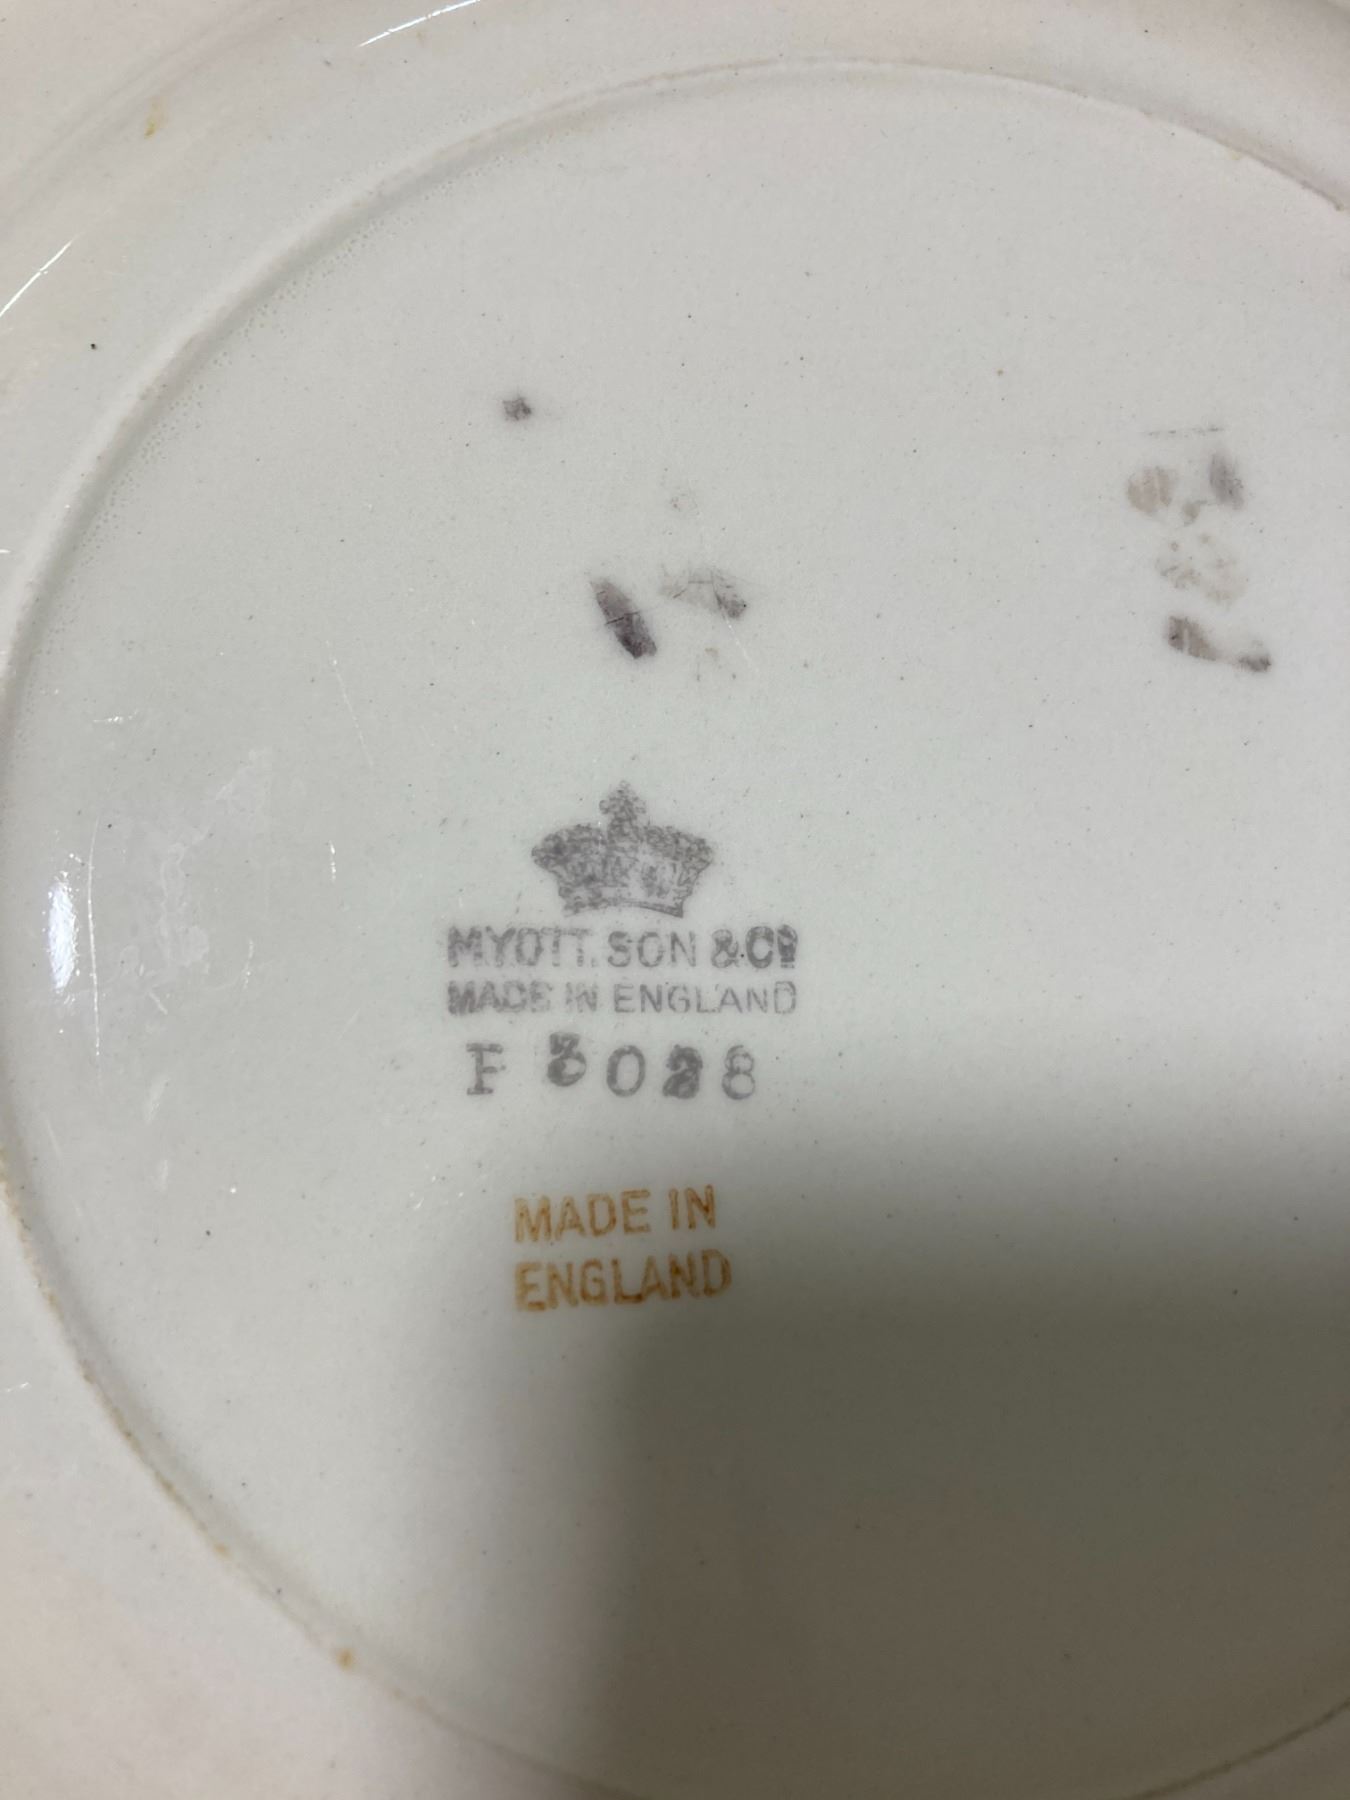 MYOTT. SON & Cº
MADE IN ENGLAND
F 3028
MADE IN
ENGLAND